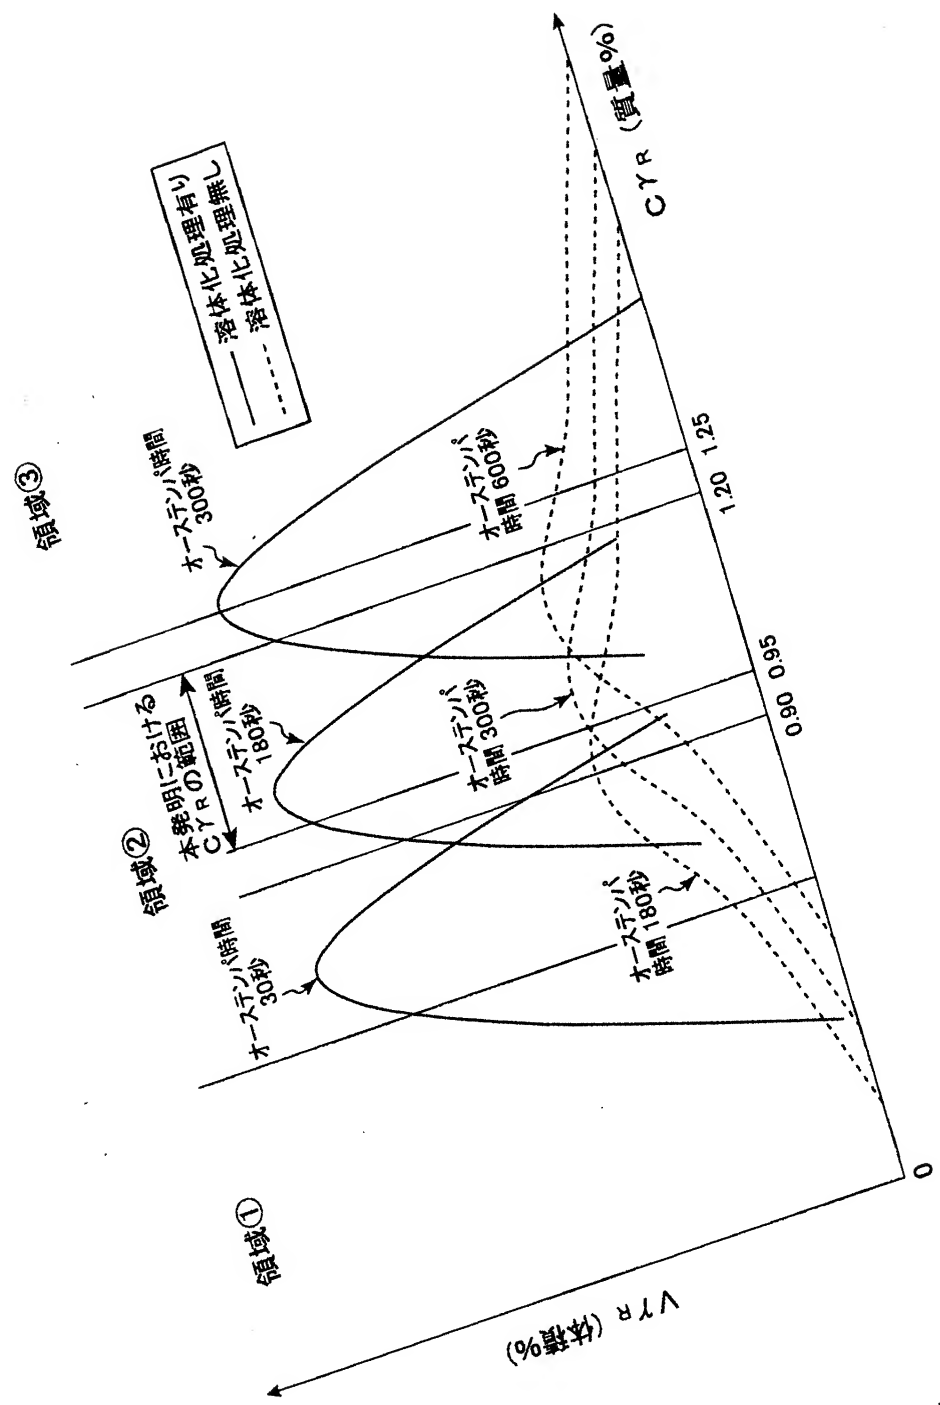 領域①
領域②
領域③
本発明における
CγRの範囲
オーステンパ時間
30秒
オーステンパ時間
180秒
オーステンパ時間
300秒
溶体化処理有り
溶体化処理無し
オーステンパ
時間 180秒
オーステンパ
時間 300秒
オーステンパ
時間 600秒
VγR (体積%)
0
0.90
0.95
1.20
1.25
CγR (質量%)